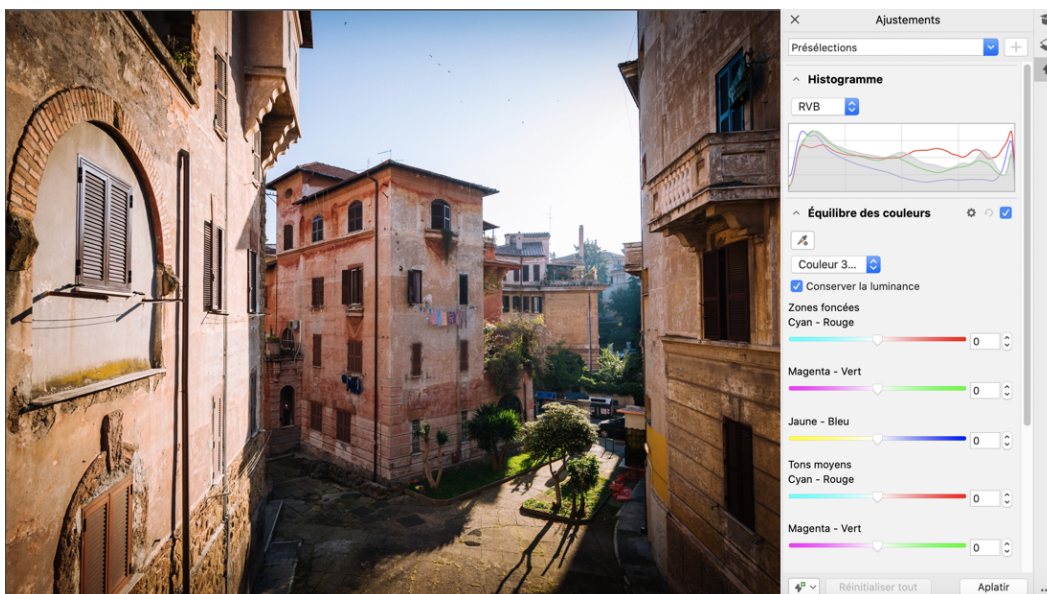 Ajustements
Présélections
Histogramme
RVB
Équilibre des couleurs
Couleur 3...
Conserver la luminance
Zones foncées
Cyan - Rouge
0
Magenta - Vert
0
Jaune - Bleu
0
Tons moyens
Cyan - Rouge
0
Magenta - Vert
0
Réinitialiser tout
Aplatir